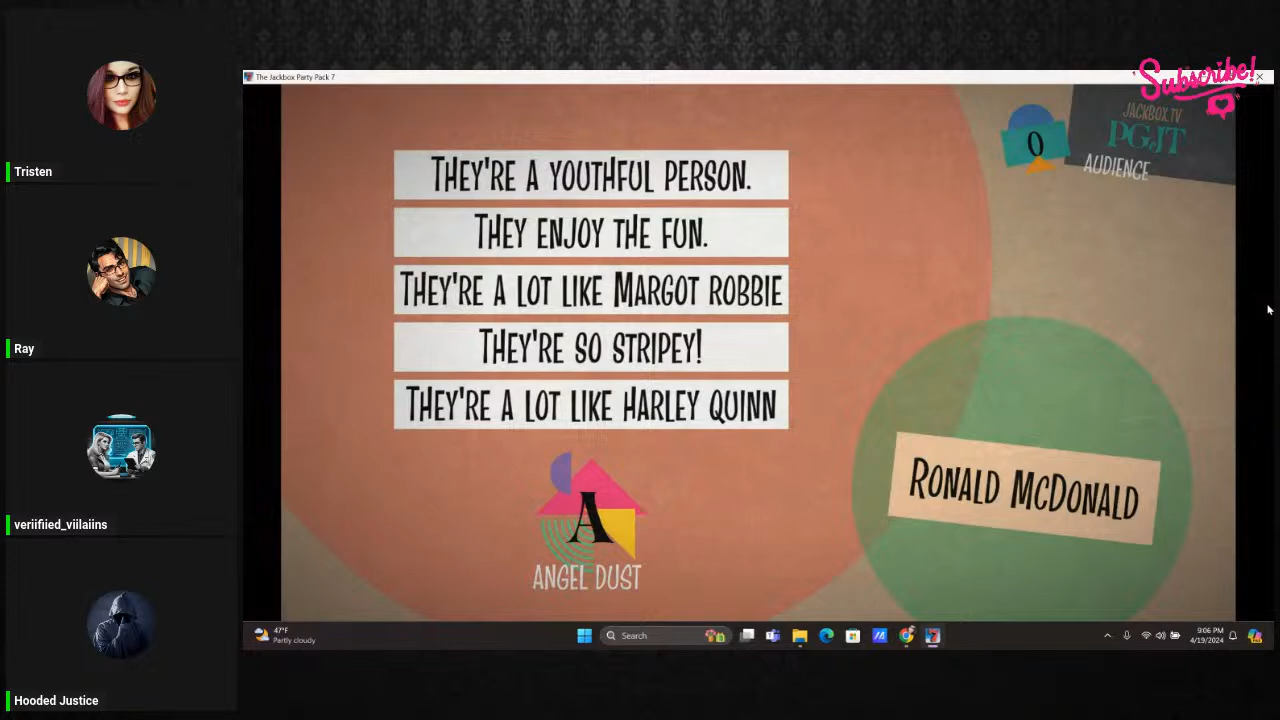 Tristen
Ray
veriifiied_viilaiins
Hooded Justice
The Jackbox Party Pack 7
Subscribe!
0
JACKBOX.TV
PGJT
AUDIENCE
THEY'RE A YOUTHFUL PERSON.
THEY ENJOY THE FUN.
THEY'RE A LOT LIKE MARGOT ROBBIE
THEY'RE SO STRIPEY!
THEY'RE A LOT LIKE HARLEY QUINN
A
ANGEL DUST
RONALD MCDONALD
47°F
Partly cloudy
Search
9:06 PM
4/19/2024